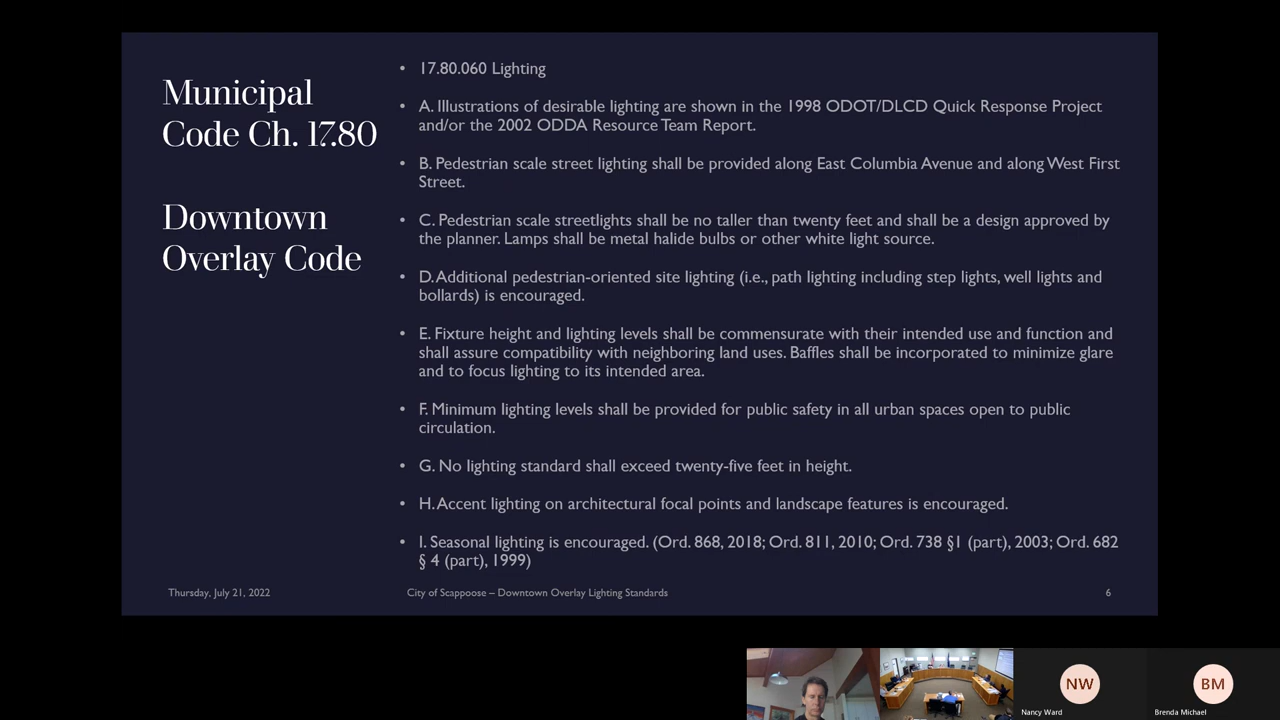 Municipal
Code Ch. 17.80
Downtown
Overlay Code
• 17.80.060 Lighting
• A. Illustrations of desirable lighting are shown in the 1998 ODOT/DLCD Quick Response Project
and/or the 2002 ODDA Resource Team Report.
• B. Pedestrian scale street lighting shall be provided along East Columbia Avenue and along West First
Street.
• C. Pedestrian scale streetlights shall be no taller than twenty feet and shall be a design approved by
the planner. Lamps shall be metal halide bulbs or other white light source.
• D. Additional pedestrian-oriented site lighting (i.e., path lighting including step lights, well lights and
bollards) is encouraged.
• E. Fixture height and lighting levels shall be commensurate with their intended use and function and
shall assure compatibility with neighboring land uses. Baffles shall be incorporated to minimize glare
and to focus lighting to its intended area.
• F. Minimum lighting levels shall be provided for public safety in all urban spaces open to public
circulation.
• G. No lighting standard shall exceed twenty-five feet in height.
• H. Accent lighting on architectural focal points and landscape features is encouraged.
• I. Seasonal lighting is encouraged. (Ord. 868, 2018; Ord. 811, 2010; Ord. 738 §1 (part), 2003; Ord. 682
§ 4 (part), 1999)
Thursday, July 21, 2022
City of Scappoose – Downtown Overlay Lighting Standards
6
NW
BM
Nancy Ward
Brenda Michael